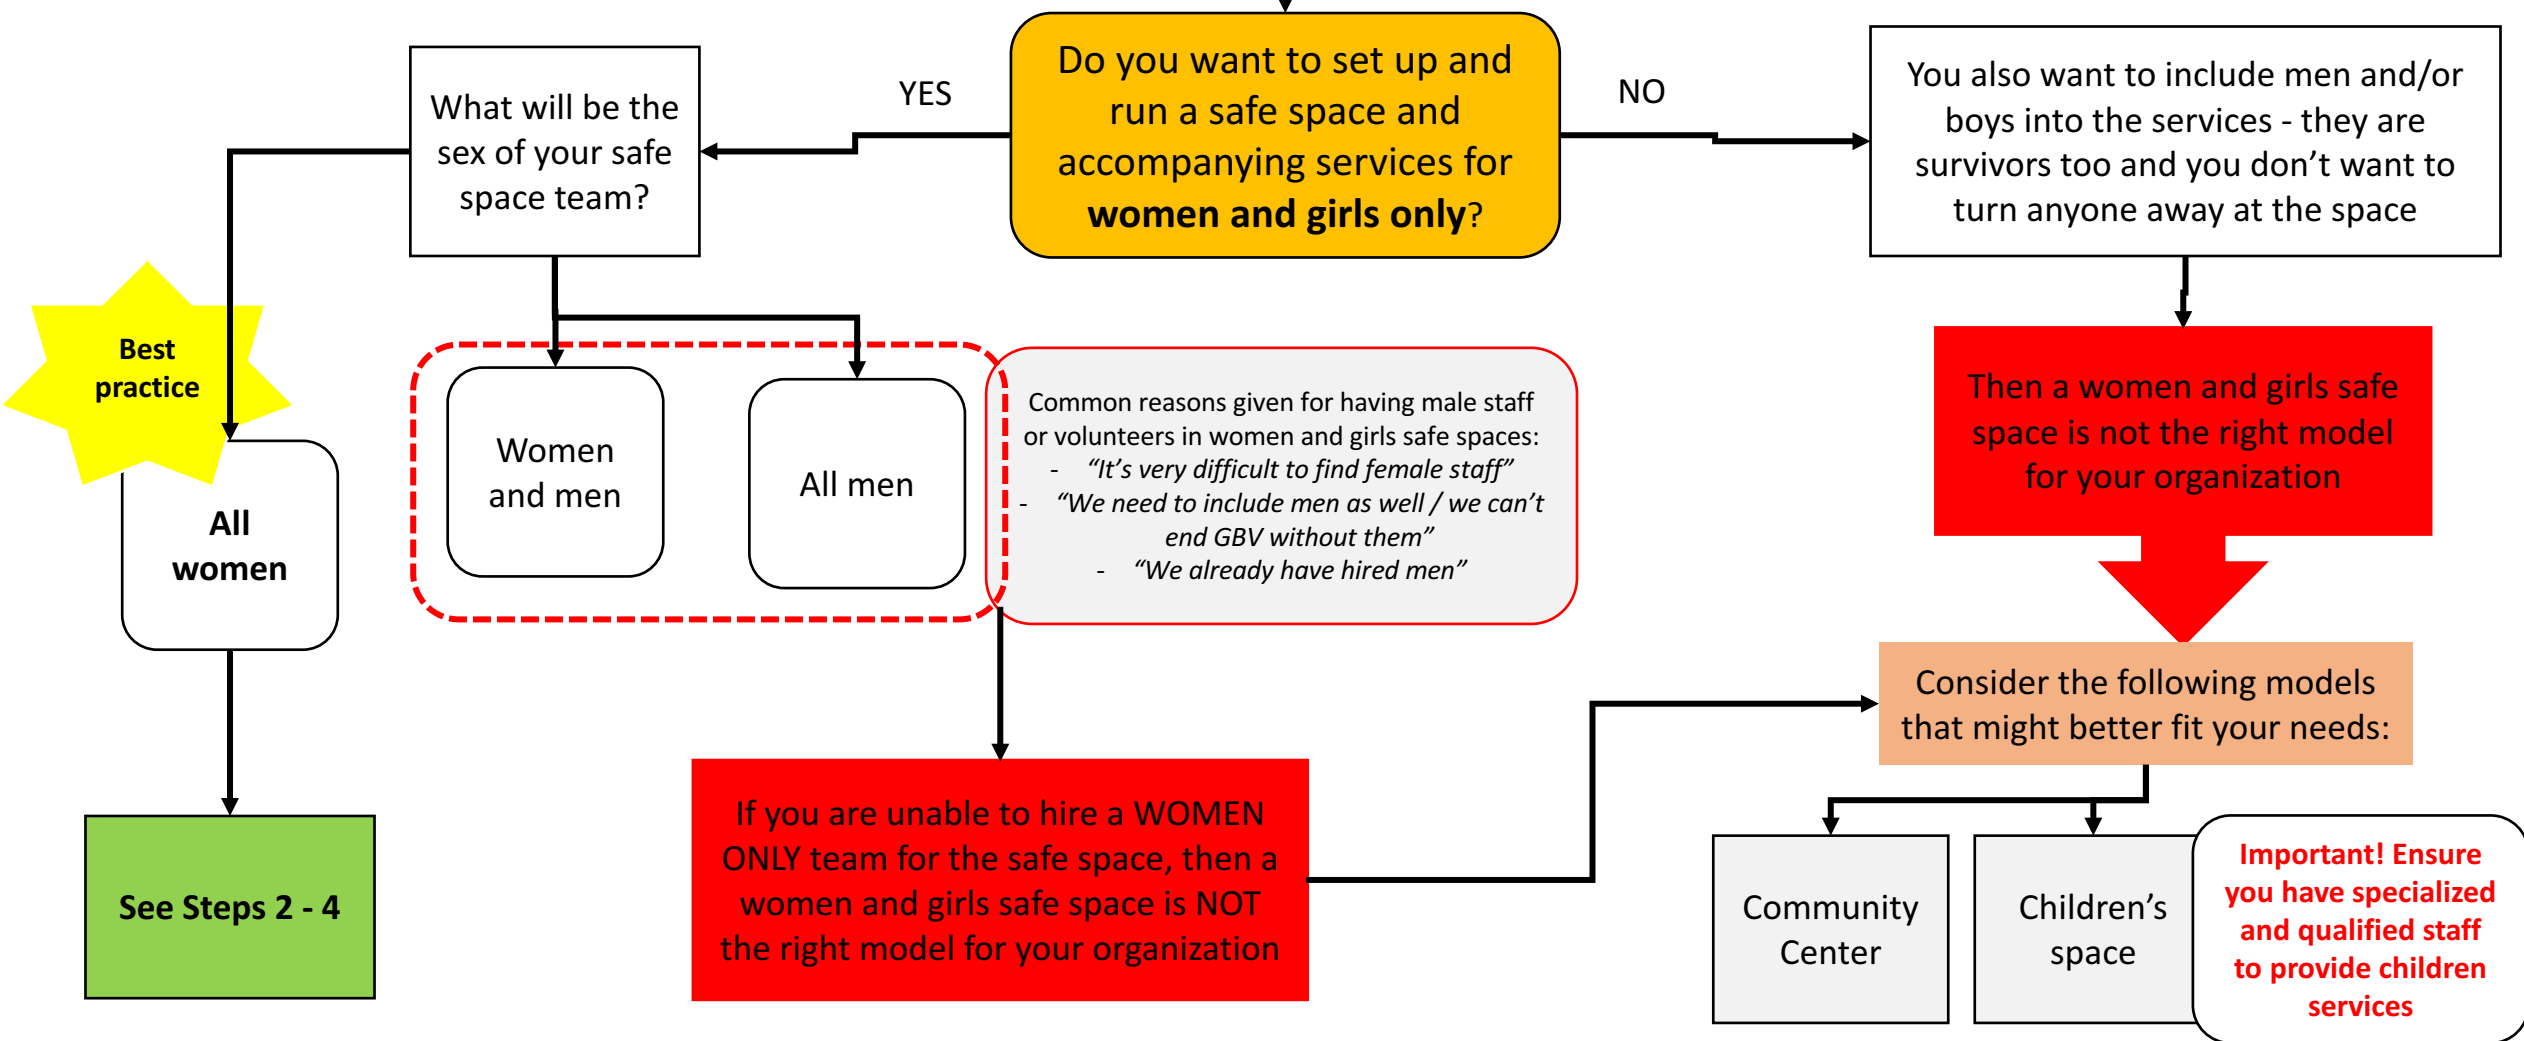 Do you want to set up and
run a safe space and
accompanying services for
women and girls only?
YES
NO
What will be the
sex of your safe
space team?
You also want to include men and/or
boys into the services - they are
survivors too and you don’t want to
turn anyone away at the space
Best
practice
All
women
Women
and men
All men
Common reasons given for having male staff
or volunteers in women and girls safe spaces:
- “It’s very difficult to find female staff”
- “We need to include men as well / we can’t
end GBV without them”
- “We already have hired men”
Then a women and girls safe
space is not the right model
for your organization
See Steps 2 - 4
If you are unable to hire a WOMEN
ONLY team for the safe space, then a
women and girls safe space is NOT
the right model for your organization
Consider the following models
that might better fit your needs:
Community
Center
Children’s
space
Important! Ensure
you have specialized
and qualified staff
to provide children
services